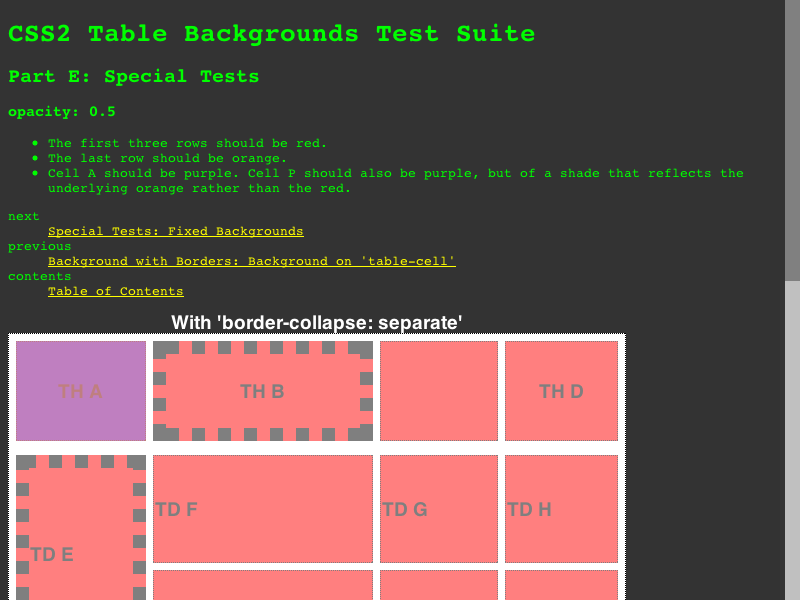 CSS2 Table Backgrounds Test Suite
Part E: Special Tests
opacity: 0.5
The first three rows should be red.
The last row should be orange.
Cell A should be purple. Cell P should also be purple, but of a shade that reflects the
underlying orange rather than the red.
next
Special Tests: Fixed Backgrounds
previous
Background with Borders: Background on 'table-cell'
contents
Table of Contents
With 'border-collapse: separate'
TH A
TH B
TH D
TD F
TD G
TD H
TD E